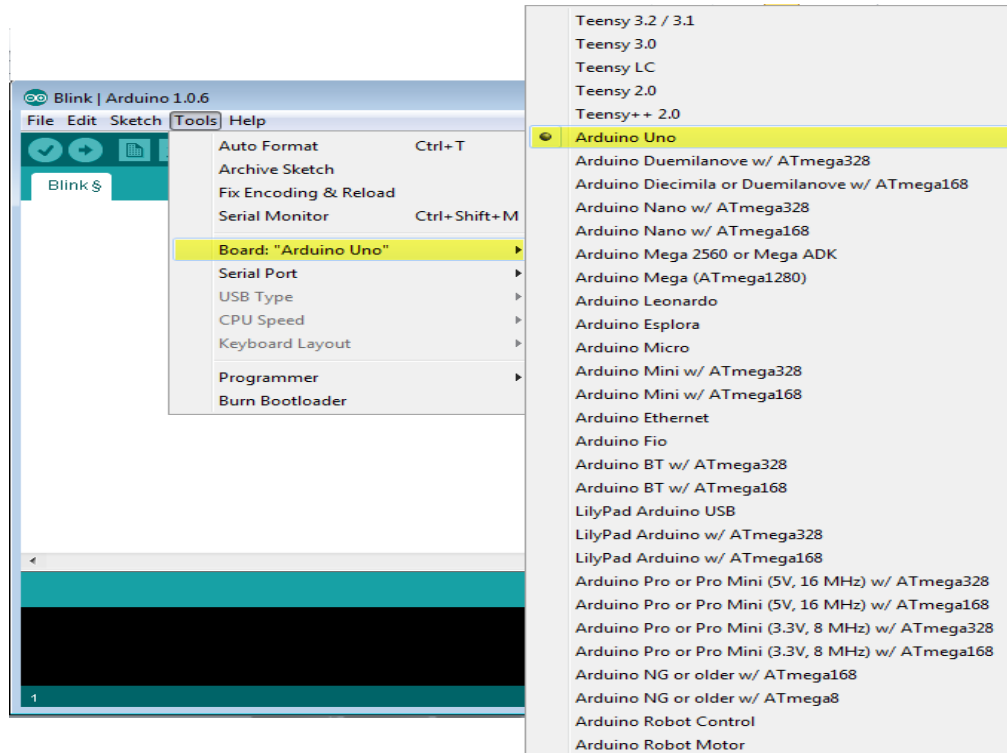 Blink | Arduino 1.0.6
File Edit Sketch Tools Help
Blink §
Auto Format Ctrl+T
Archive Sketch
Fix Encoding & Reload
Serial Monitor Ctrl+Shift+M
Board: "Arduino Uno"
Serial Port
USB Type
CPU Speed
Keyboard Layout
Programmer
Burn Bootloader
1
Teensy 3.2 / 3.1
Teensy 3.0
Teensy LC
Teensy 2.0
Teensy++ 2.0
Arduino Uno
Arduino Duemilanove w/ ATmega328
Arduino Diecimila or Duemilanove w/ ATmega168
Arduino Nano w/ ATmega328
Arduino Nano w/ ATmega168
Arduino Mega 2560 or Mega ADK
Arduino Mega (ATmega1280)
Arduino Leonardo
Arduino Esplora
Arduino Micro
Arduino Mini w/ ATmega328
Arduino Mini w/ ATmega168
Arduino Ethernet
Arduino Fio
Arduino BT w/ ATmega328
Arduino BT w/ ATmega168
LilyPad Arduino USB
LilyPad Arduino w/ ATmega328
LilyPad Arduino w/ ATmega168
Arduino Pro or Pro Mini (5V, 16 MHz) w/ ATmega328
Arduino Pro or Pro Mini (5V, 16 MHz) w/ ATmega168
Arduino Pro or Pro Mini (3.3V, 8 MHz) w/ ATmega328
Arduino Pro or Pro Mini (3.3V, 8 MHz) w/ ATmega168
Arduino NG or older w/ ATmega168
Arduino NG or older w/ ATmega8
Arduino Robot Control
Arduino Robot Motor